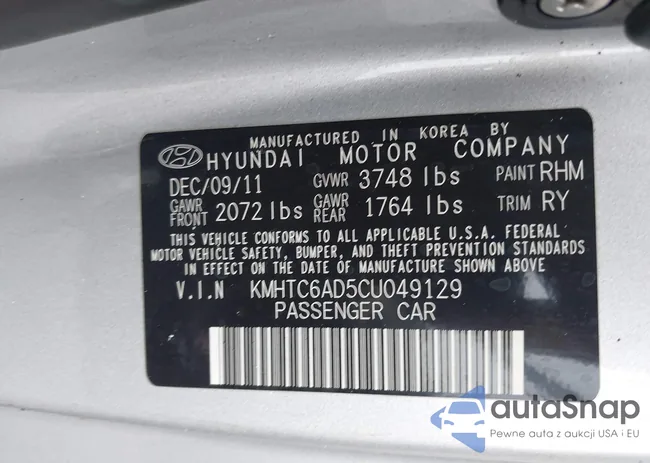 MANUFACTURED IN KOREA BY
HYUNDAI MOTOR COMPANY
DEC/09/11 GVWR 3748 lbs PAINT RHM
GAWR FRONT 2072 lbs GAWR REAR 1764 lbs TRIM RY
THIS VEHICLE CONFORMS TO ALL APPLICABLE U.S.A. FEDERAL
MOTOR VEHICLE SAFETY, BUMPER, AND THEFT PREVENTION STANDARDS
IN EFFECT ON THE DATE OF MANUFACTURE SHOWN ABOVE
V.I.N KMHTC6AD5CU049129
PASSENGER CAR
autaSnap
Pewne auta z aukcji USA i EU